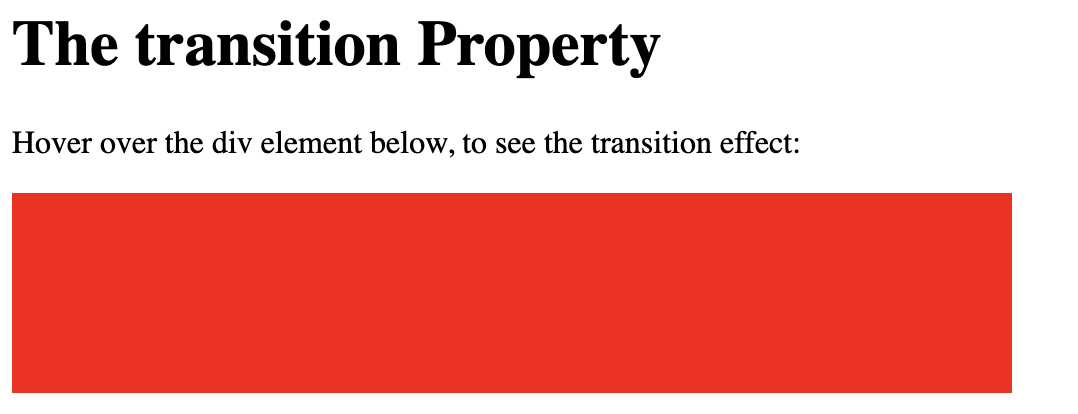 The transition Property
Hover over the div element below, to see the transition effect: